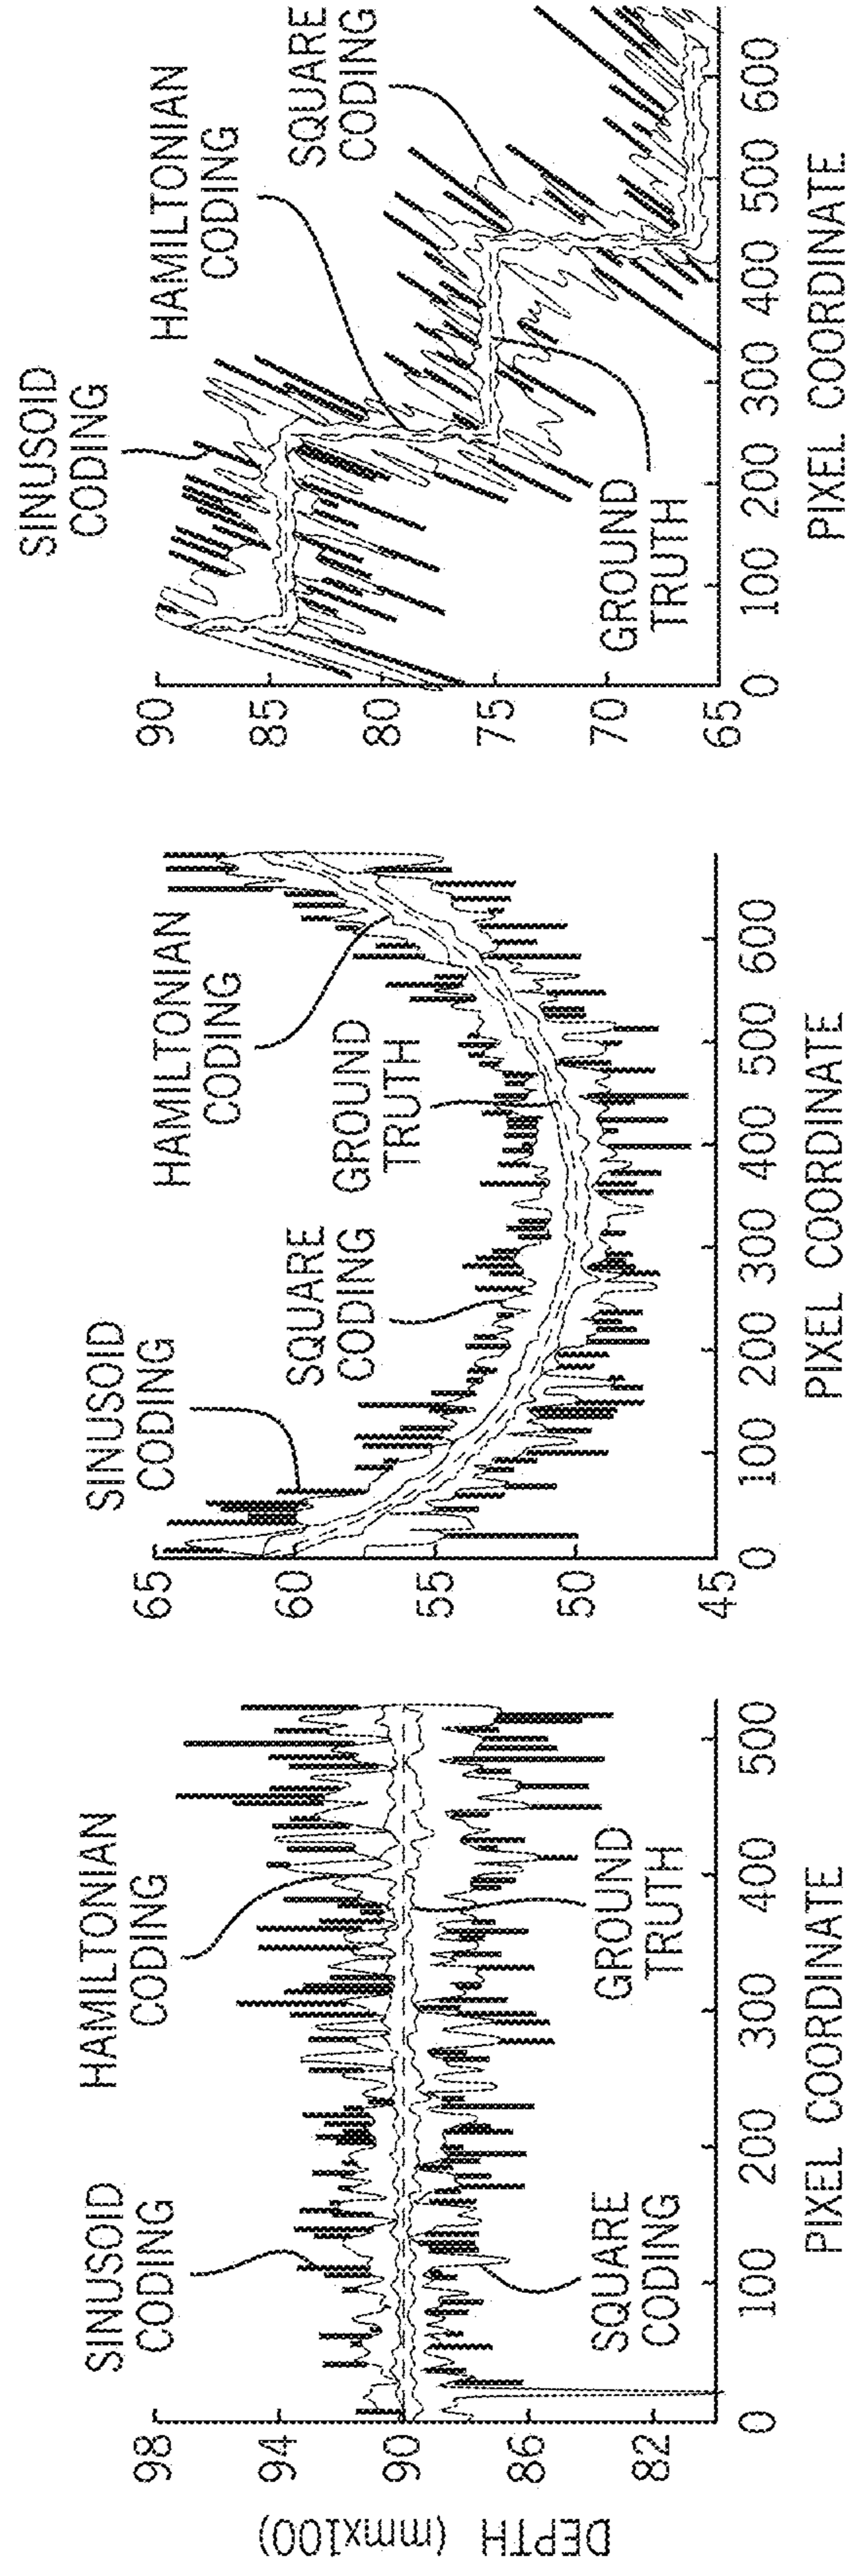 DEPTH (mmx100)
98
94
90
86
82
0
100
200
300
400
500
PIXEL COORDINATE
SINUSOID
CODING
HAMILTONIAN
CODING
SQUARE
CODING
GROUND
TRUTH
65
60
55
50
45
0
100
200
300
400
500
600
PIXEL COORDINATE
SINUSOID
CODING
SQUARE
CODING
GROUND
TRUTH
HAMILTONIAN
CODING
90
85
80
75
70
65
0
100
200
300
400
500
600
PIXEL COORDINATE
SINUSOID
CODING
HAMILTONIAN
CODING
SQUARE
CODING
GROUND
TRUTH